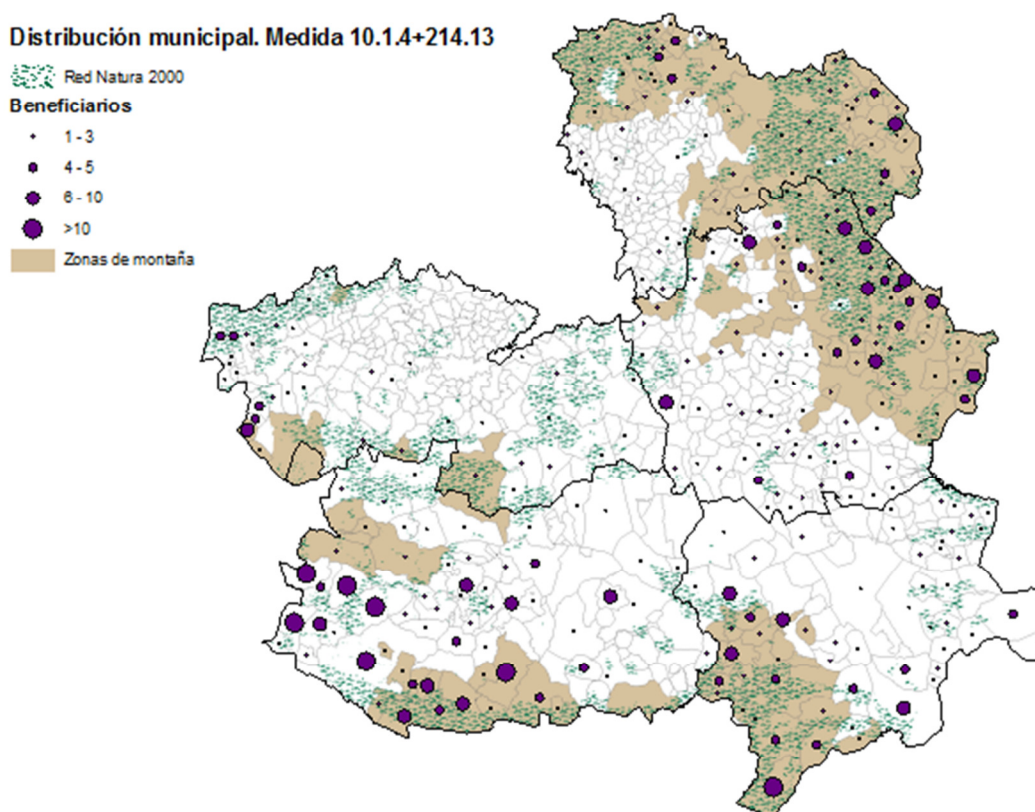 Distribución municipal. Medida 10.1.4+214.13
Red Natura 2000
Beneficiarios
1 - 3
4 - 5
6 - 10
>10
Zonas de montaña